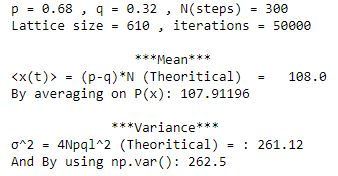 p = 0.68 , q = 0.32 , N(steps) = 300
Lattice size = 610 , iterations = 50000
***Mean***
<x(t)> = (p-q)*N (Theoritical)  =   108.0
By averaging on P(x): 107.91196
***Variance***
σ^2 = 4Npql^2 (Theoritical) = : 261.12
And By using np.var(): 262.5